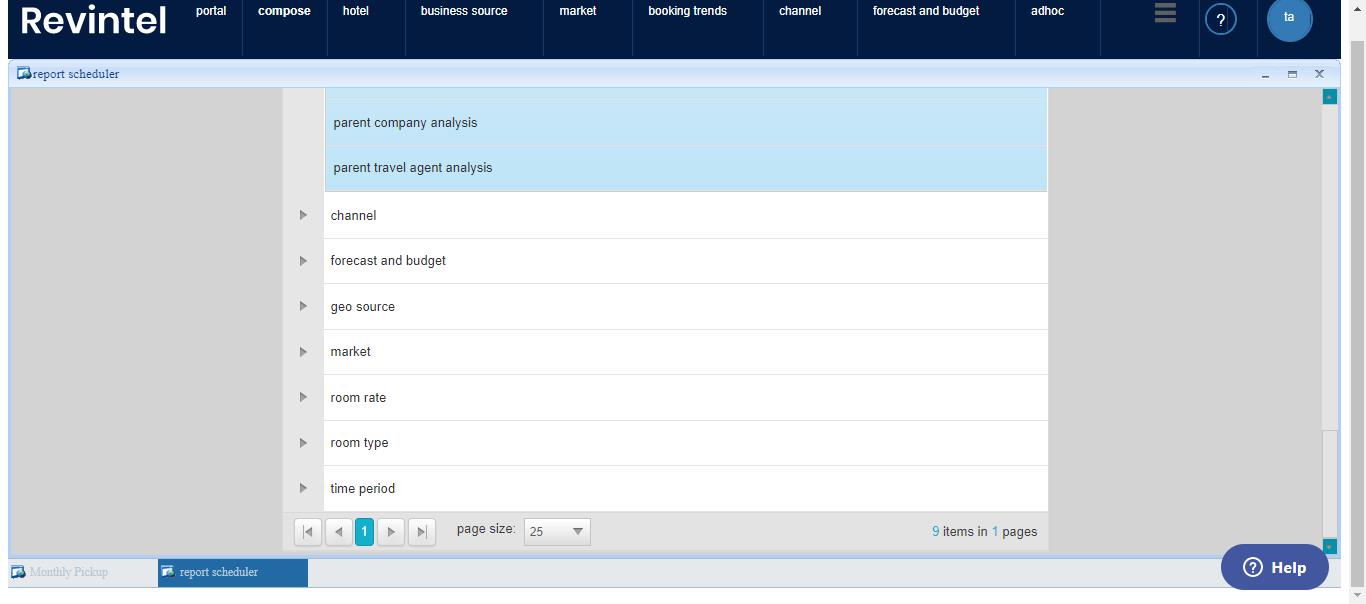 Revintel
portal
compose
hotel
business source
market
booking trends
channel
forecast and budget
adhoc
?
ta
report scheduler
parent company analysis
parent travel agent analysis
channel
forecast and budget
geo source
market
room rate
room type
time period
1
page size:
25
9 items in 1 pages
Monthly Pickup
report scheduler
? Help